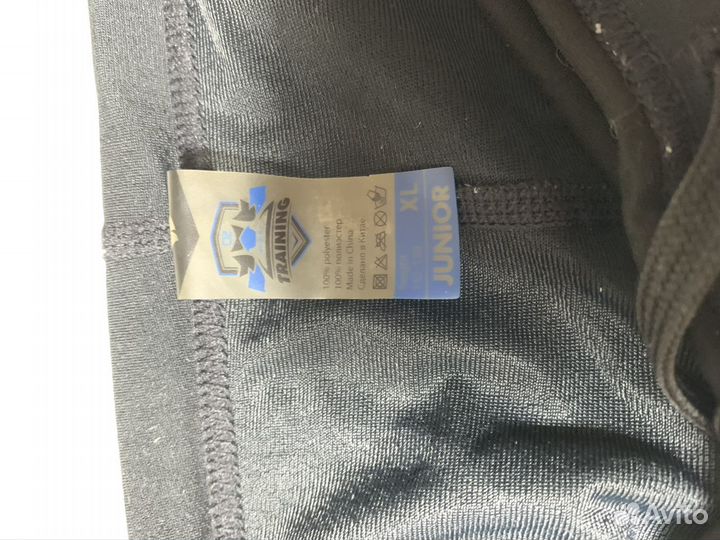 TRAINING
100% polyester
100% полиэстер
Made in China
Сделано в Китае
XL
JUNIOR
Avito